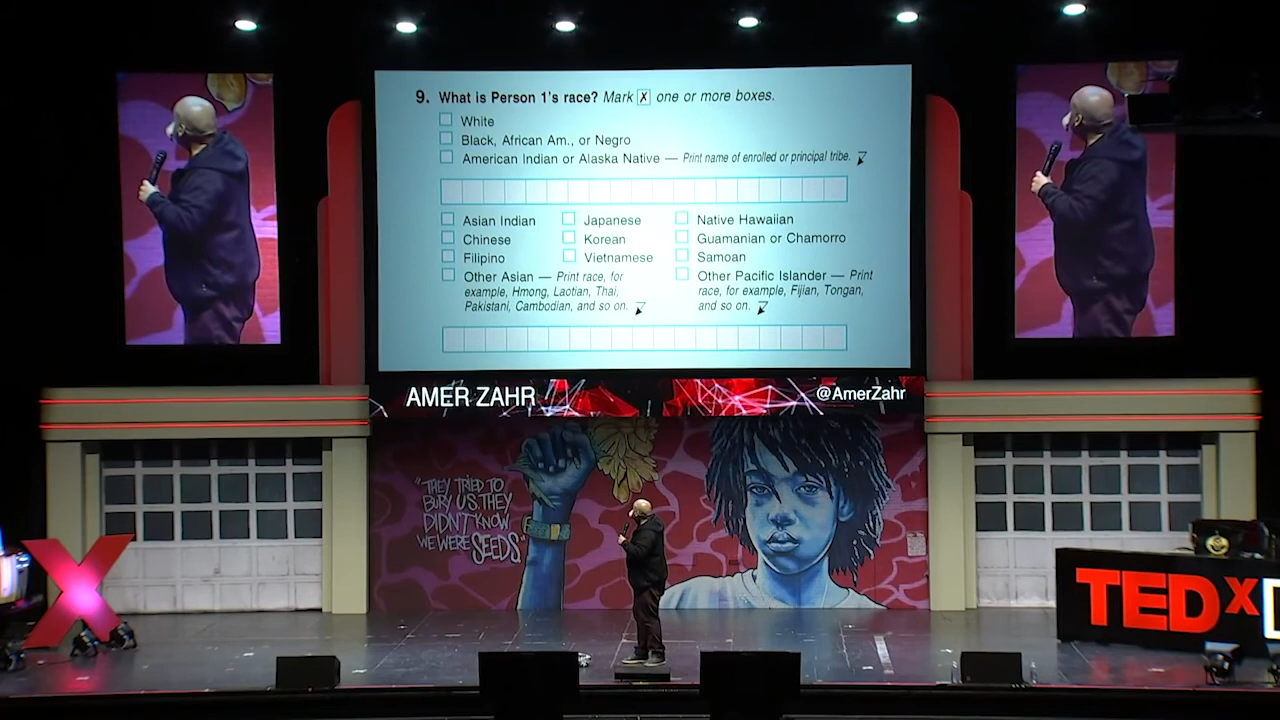 9. What is Person 1's race? Mark X one or more boxes.
White
Black, African Am., or Negro
American Indian or Alaska Native — Print name of enrolled or principal tribe.
Asian Indian
Japanese
Native Hawaiian
Chinese
Korean
Guamanian or Chamorro
Filipino
Vietnamese
Samoan
Other Asian — Print race, for
example, Hmong, Laotian, Thai,
Pakistani, Cambodian, and so on.
Other Pacific Islander — Print
race, for example, Fijian, Tongan,
and so on.
AMER ZAHR
@AmerZahr
"THEY TRIED TO
BURY US. THEY
DIDN'T KNOW
WE WERE SEEDS"
X
TEDx